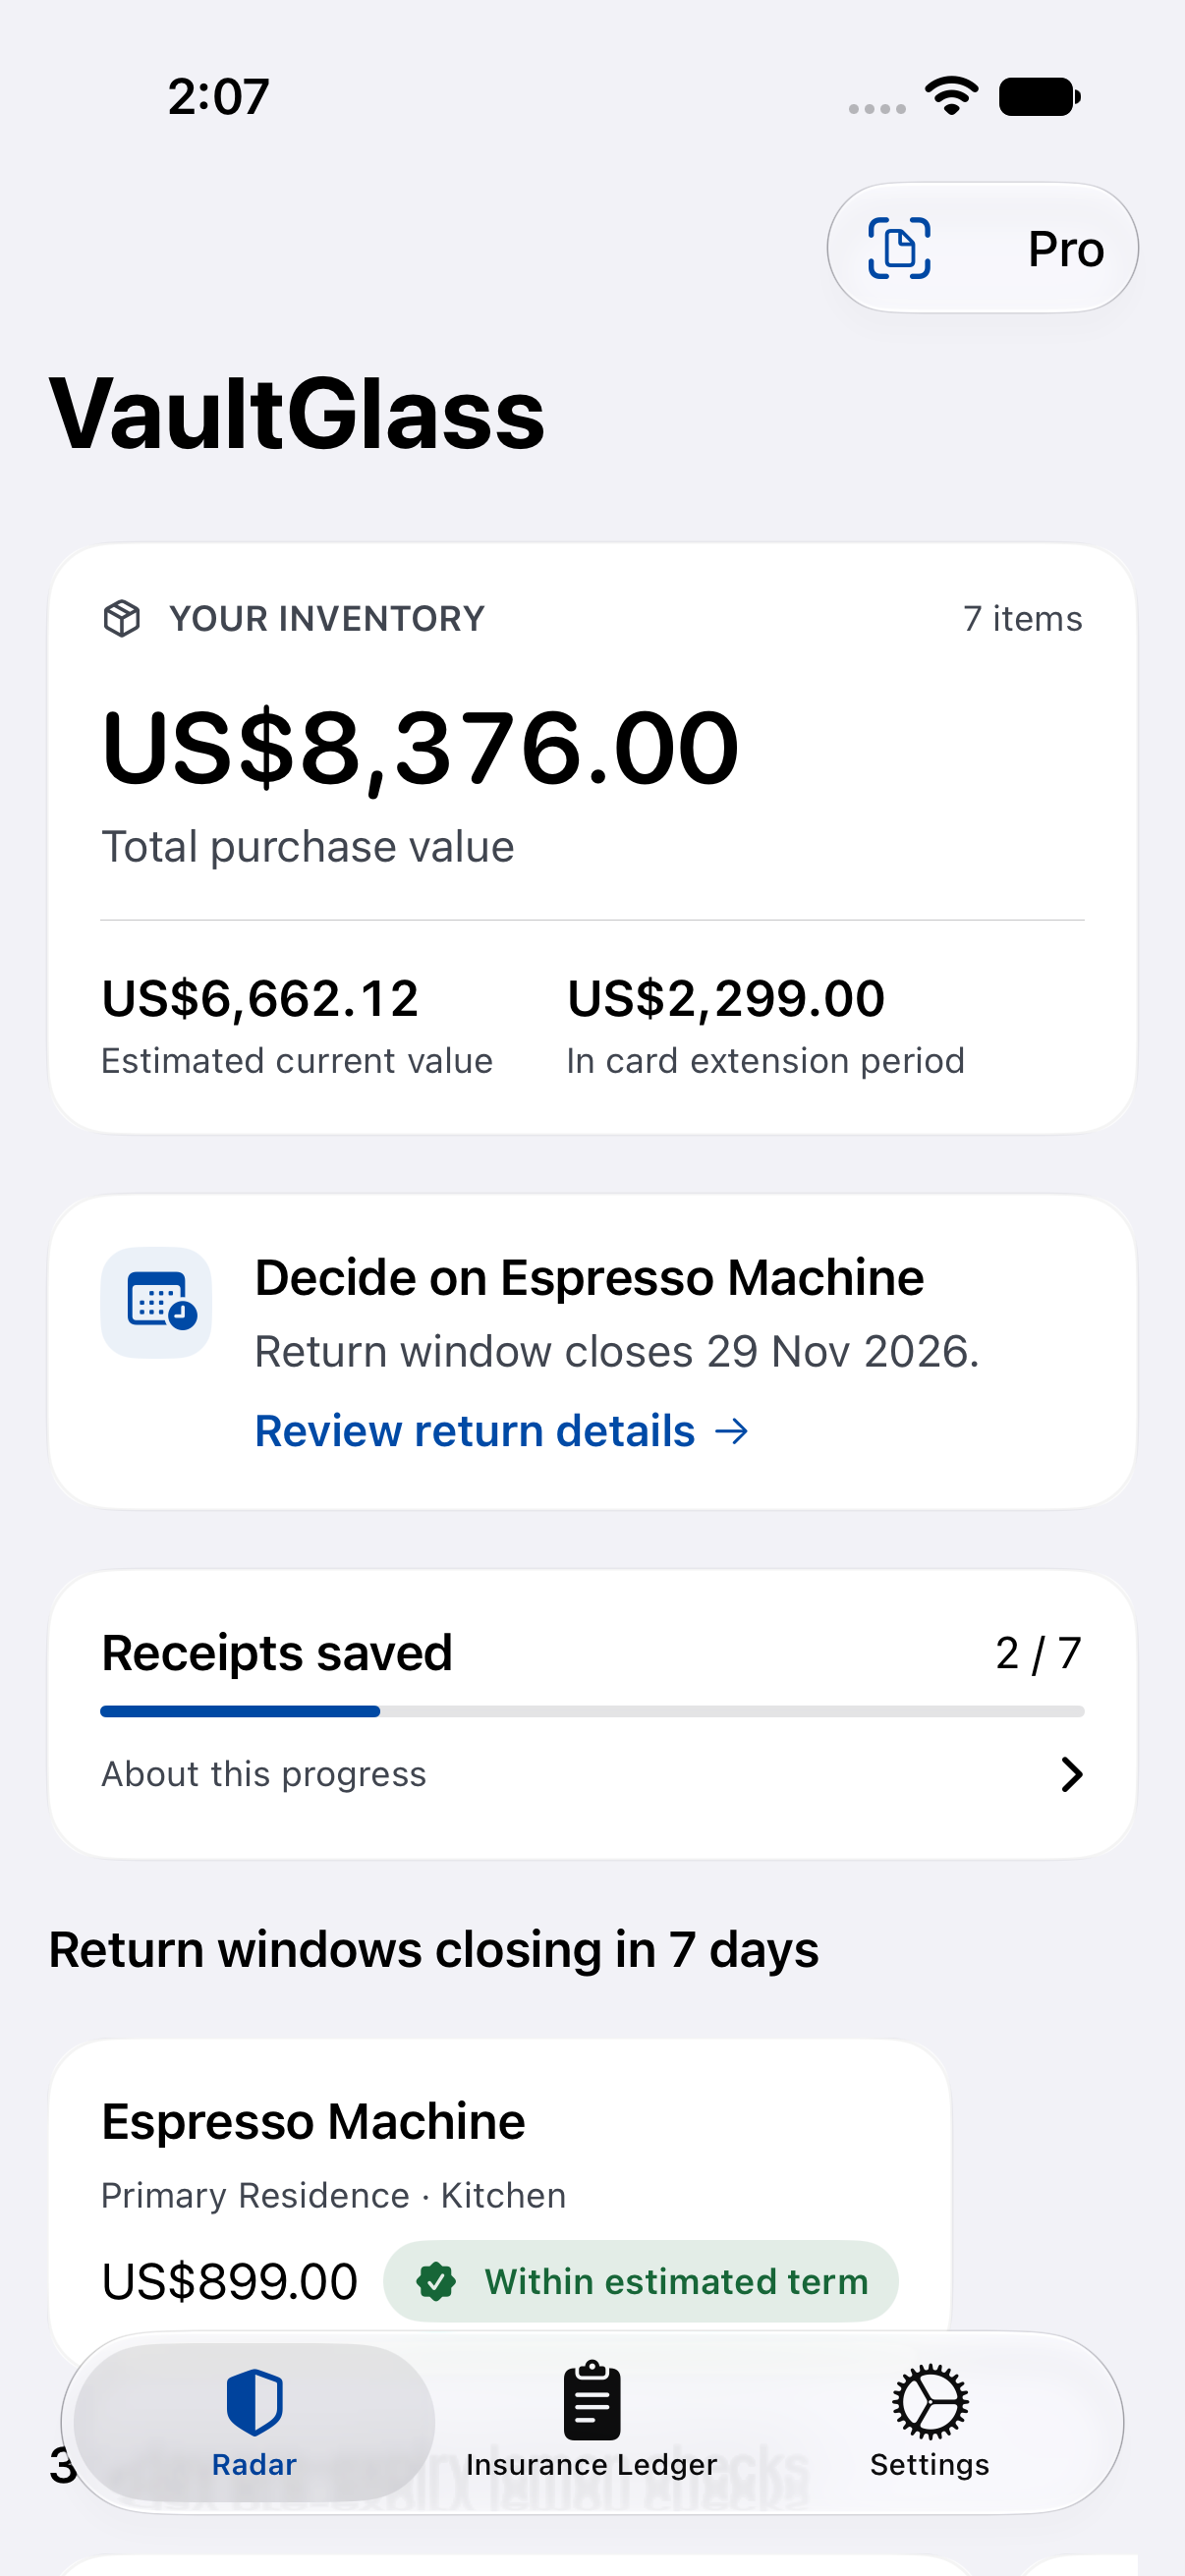 2:07
Pro
VaultGlass
YOUR INVENTORY
7 items
US$8,376.00
Total purchase value
US$6,662.12
US$2,299.00
Estimated current value
In card extension period
Decide on Espresso Machine
Return window closes 29 Nov 2026.
Review return details →
Receipts saved
2 / 7
About this progress
Return windows closing in 7 days
Espresso Machine
Primary Residence · Kitchen
US$899.00
Within estimated term
3
Radar
Insurance Ledger
Settings